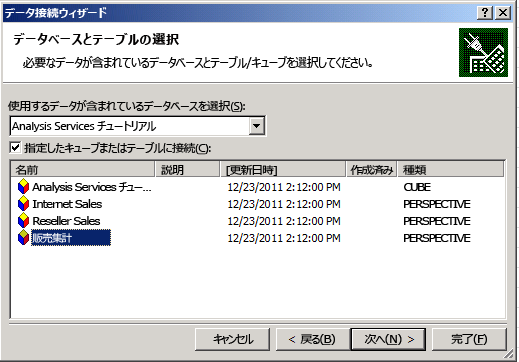 データ接続ウィザード
データベースとテーブルの選択
必要なデータが含まれているデータベースとテーブル/キューブを選択してください。
使用するデータが含まれているデータベースを選択(S):
Analysis Services チュートリアル
指定したキューブまたはテーブルに接続(C):
名前 説明 [更新日時] 作成済み 種類
Analysis Services チュー... 12/23/2011 2:12:00 PM CUBE
Internet Sales 12/23/2011 2:12:00 PM PERSPECTIVE
Reseller Sales 12/23/2011 2:12:00 PM PERSPECTIVE
販売集計 12/23/2011 2:12:00 PM PERSPECTIVE
キャンセル < 戻る(B) 次へ(N) > 完了(F)